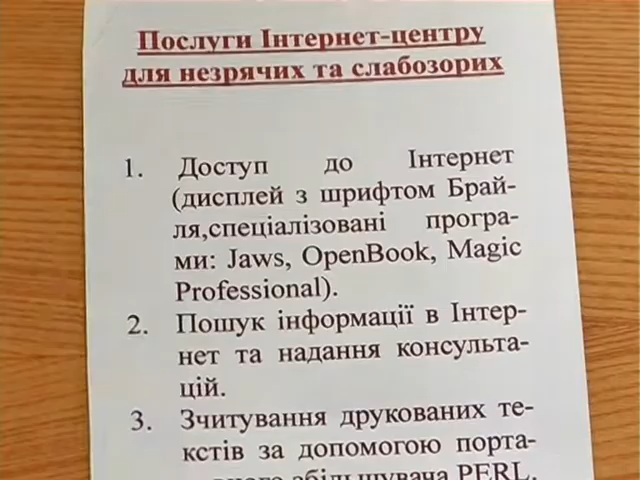 Послуги Інтернет-центру
для незрячих та слабозорих
1. Доступ до Інтернет
(дисплей з шрифтом Брай-
ля,спеціалізовані програ-
ми: Jaws, OpenBook, Magic
Professional).
2. Пошук інформації в Інтер-
нет та надання консульта-
цій.
3. Зчитування друкованих те-
кстів за допомогою порта-
збільшувача PERL.